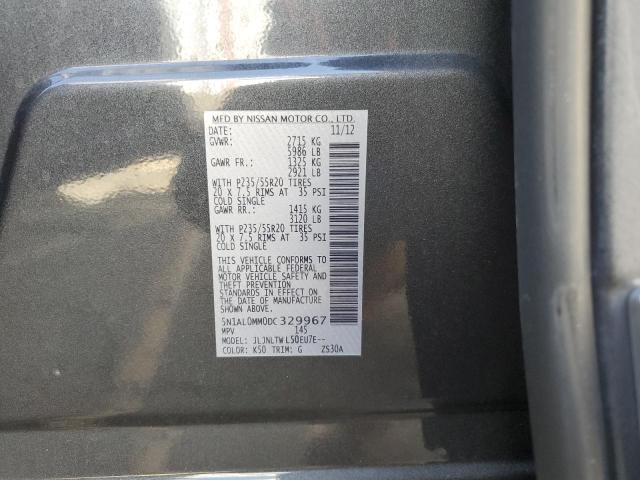 MFD BY NISSAN MOTOR CO., LTD.
DATE: 11/12
GVWR: 2715 KG
5986 LB
GAWR FR.: 1325 KG
2921 LB
WITH P235/55R20 TIRES
20 X 7.5 RIMS AT 35 PSI
COLD SINGLE
GAWR RR.: 1415 KG
3120 LB
WITH P235/55R20 TIRES
20 X 7.5 RIMS AT 35 PSI
COLD SINGLE
THIS VEHICLE CONFORMS TO
ALL APPLICABLE FEDERAL
MOTOR VEHICLE SAFETY AND
THEFT PREVENTION
STANDARDS IN EFFECT ON
THE DATE OF MANUFACTURE
5N1AL0MM0DC329967
MPV 145
MODEL: JLJNLTWL50EU7E--
COLOR: K50 TRIM: G ZS30A